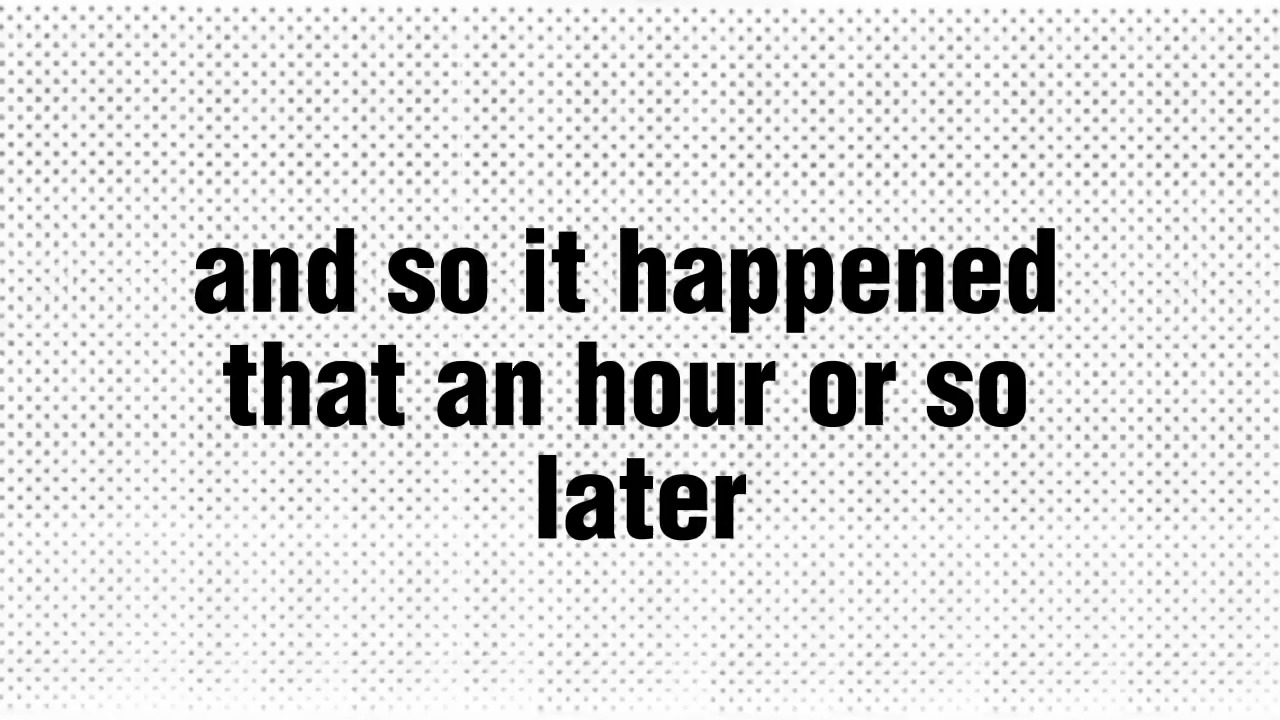 and so it happened
that an hour or so
later